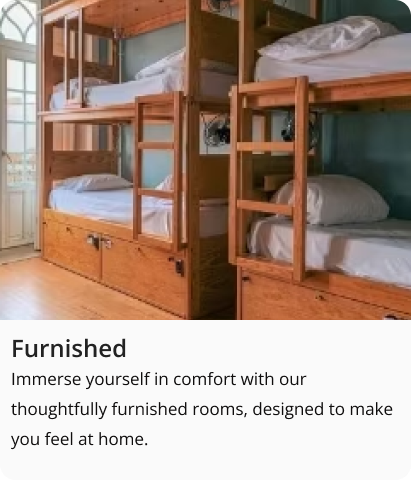 Furnished
Immerse yourself in comfort with our
thoughtfully furnished rooms, designed to make
you feel at home.